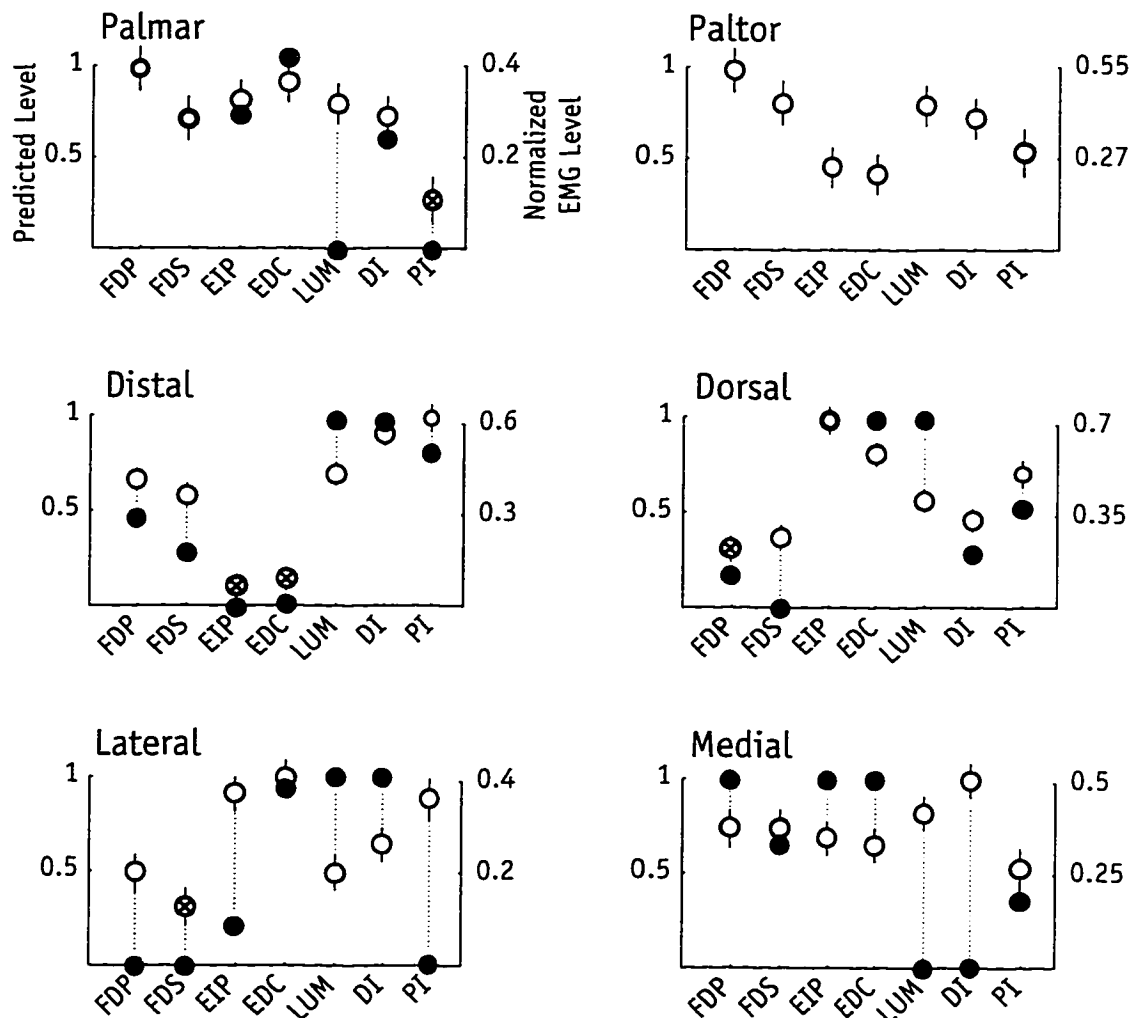 Palmar
Predicted Level
1
0.5
0.4
0.2
Normalized
EMG Level
FDP FDS EIP EDC LUM DI PI
Paltor
1
0.5
0.55
0.27
FDP FDS EIP EDC LUM DI PI
Distal
1
0.5
0.6
0.3
FDP FDS EIP EDC LUM DI PI
Dorsal
1
0.5
0.7
0.35
FDP FDS EIP EDC LUM DI PI
Lateral
1
0.5
0.4
0.2
FDP FDS EIP EDC LUM DI PI
Medial
1
0.5
0.5
0.25
FDP FDS EIP EDC LUM DI PI